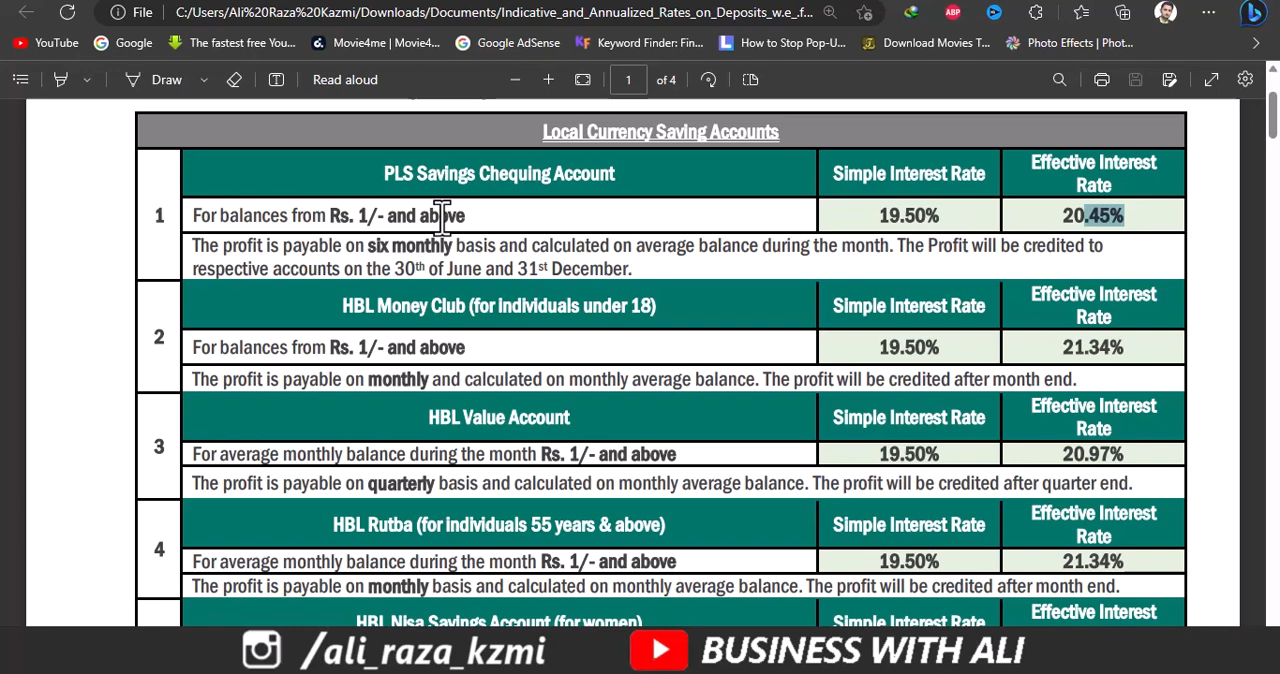 File
C:/Users/Ali%20Raza%20Kazmi/Downloads/Documents/Indicative_and_Annualized_Rates_on_Deposits_w.e_.f...
YouTube
Google
The fastest free You...
Movie4me | Movie4...
Google AdSense
Keyword Finder: Fin...
How to Stop Pop-U...
Download Movies T...
Photo Effects | Phot...
ABP
Draw
Read aloud
1 of 4
Local Currency Saving Accounts
1
PLS Savings Chequing Account
Simple Interest Rate
Effective Interest
Rate
For balances from Rs. 1/- and above
19.50%
20.45%
The profit is payable on six monthly basis and calculated on average balance during the month. The Profit will be credited to
respective accounts on the 30th of June and 31st December.
2
HBL Money Club (for individuals under 18)
Simple Interest Rate
Effective Interest
Rate
For balances from Rs. 1/- and above
19.50%
21.34%
The profit is payable on monthly and calculated on monthly average balance. The profit will be credited after month end.
3
HBL Value Account
Simple Interest Rate
Effective Interest
Rate
For average monthly balance during the month Rs. 1/- and above
19.50%
20.97%
The profit is payable on quarterly basis and calculated on monthly average balance. The profit will be credited after quarter end.
4
HBL Rutba (for individuals 55 years & above)
Simple Interest Rate
Effective Interest
Rate
For average monthly balance during the month Rs. 1/- and above
19.50%
21.34%
The profit is payable on monthly basis and calculated on monthly average balance. The profit will be credited after month end.
HBL Nisa Savings Account (for women)
Simple Interest Rate
Effective Interest
/ali_raza_kzmi
BUSINESS WITH ALI